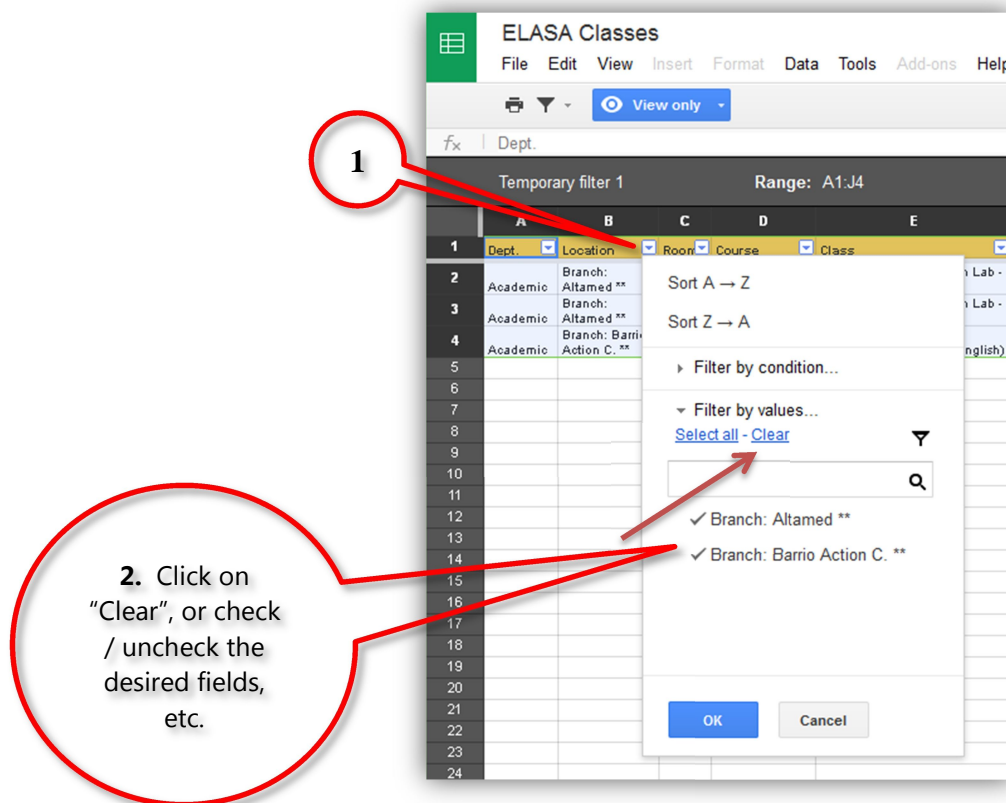 ELASA Classes
File Edit View Insert Format Data Tools Add-ons Help
View only
fx Dept.
1
Temporary filter 1 Range: A1:J4
A B C D E
1 Dept. Location Room Course Class
2 Academic Branch: Altamed ** Lab -
3 Academic Branch: Altamed ** Lab -
4 Academic Branch: Barrio Action C. ** nglish)
Sort A → Z
Sort Z → A
Filter by condition...
Filter by values...
Select all - Clear
Branch: Altamed **
Branch: Barrio Action C. **
OK Cancel
5
6
7
8
9
10
11
12
13
14
15
16
17
18
19
20
21
22
23
24
2. Click on
"Clear", or check
/ uncheck the
desired fields,
etc.